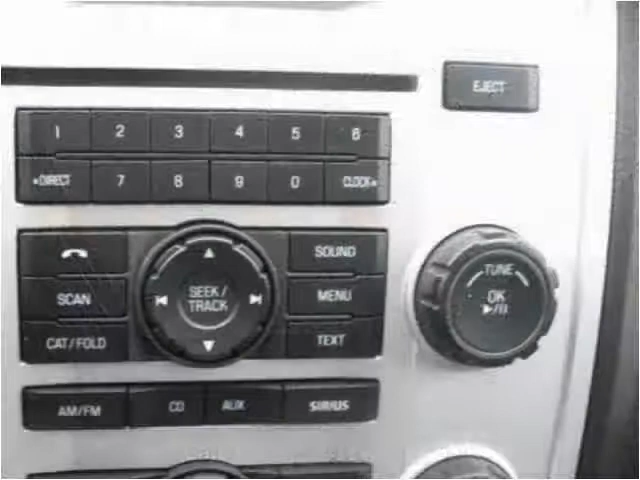 EJECT
1 2 3 4 5 6
•DIRECT 7 8 9 0 CLOCK•
SOUND
TUNE
SCAN SEEK/ MENU OK
TRACK
CAT/FOLD TEXT
AM/FM CD AUX SIRIUS